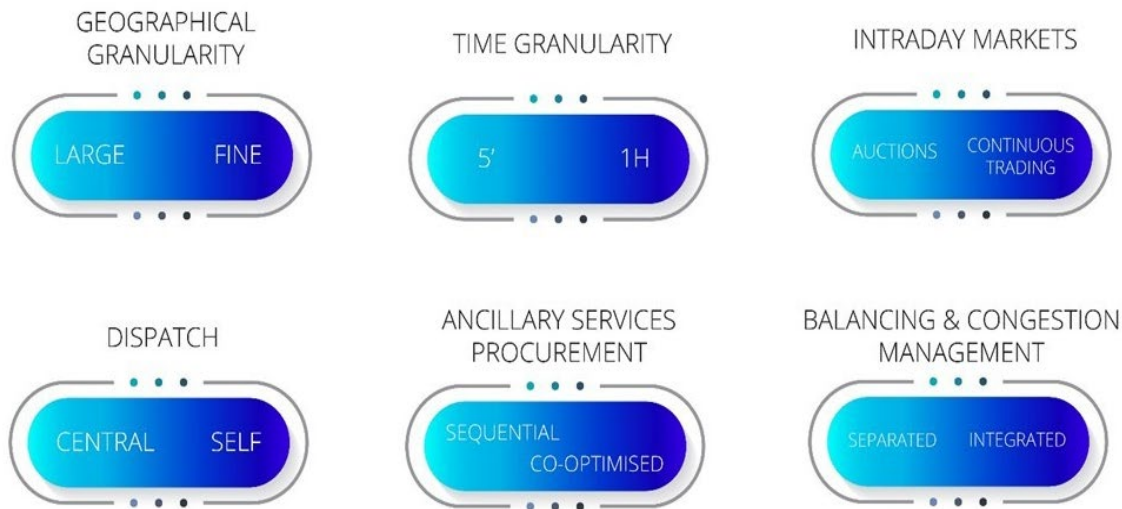 GEOGRAPHICAL
GRANULARITY
LARGE FINE
TIME GRANULARITY
5’ 1H
INTRADAY MARKETS
AUCTIONS CONTINUOUS
TRADING
DISPATCH
CENTRAL SELF
ANCILLARY SERVICES
PROCUREMENT
SEQUENTIAL
CO-OPTIMISED
BALANCING & CONGESTION
MANAGEMENT
SEPARATED INTEGRATED